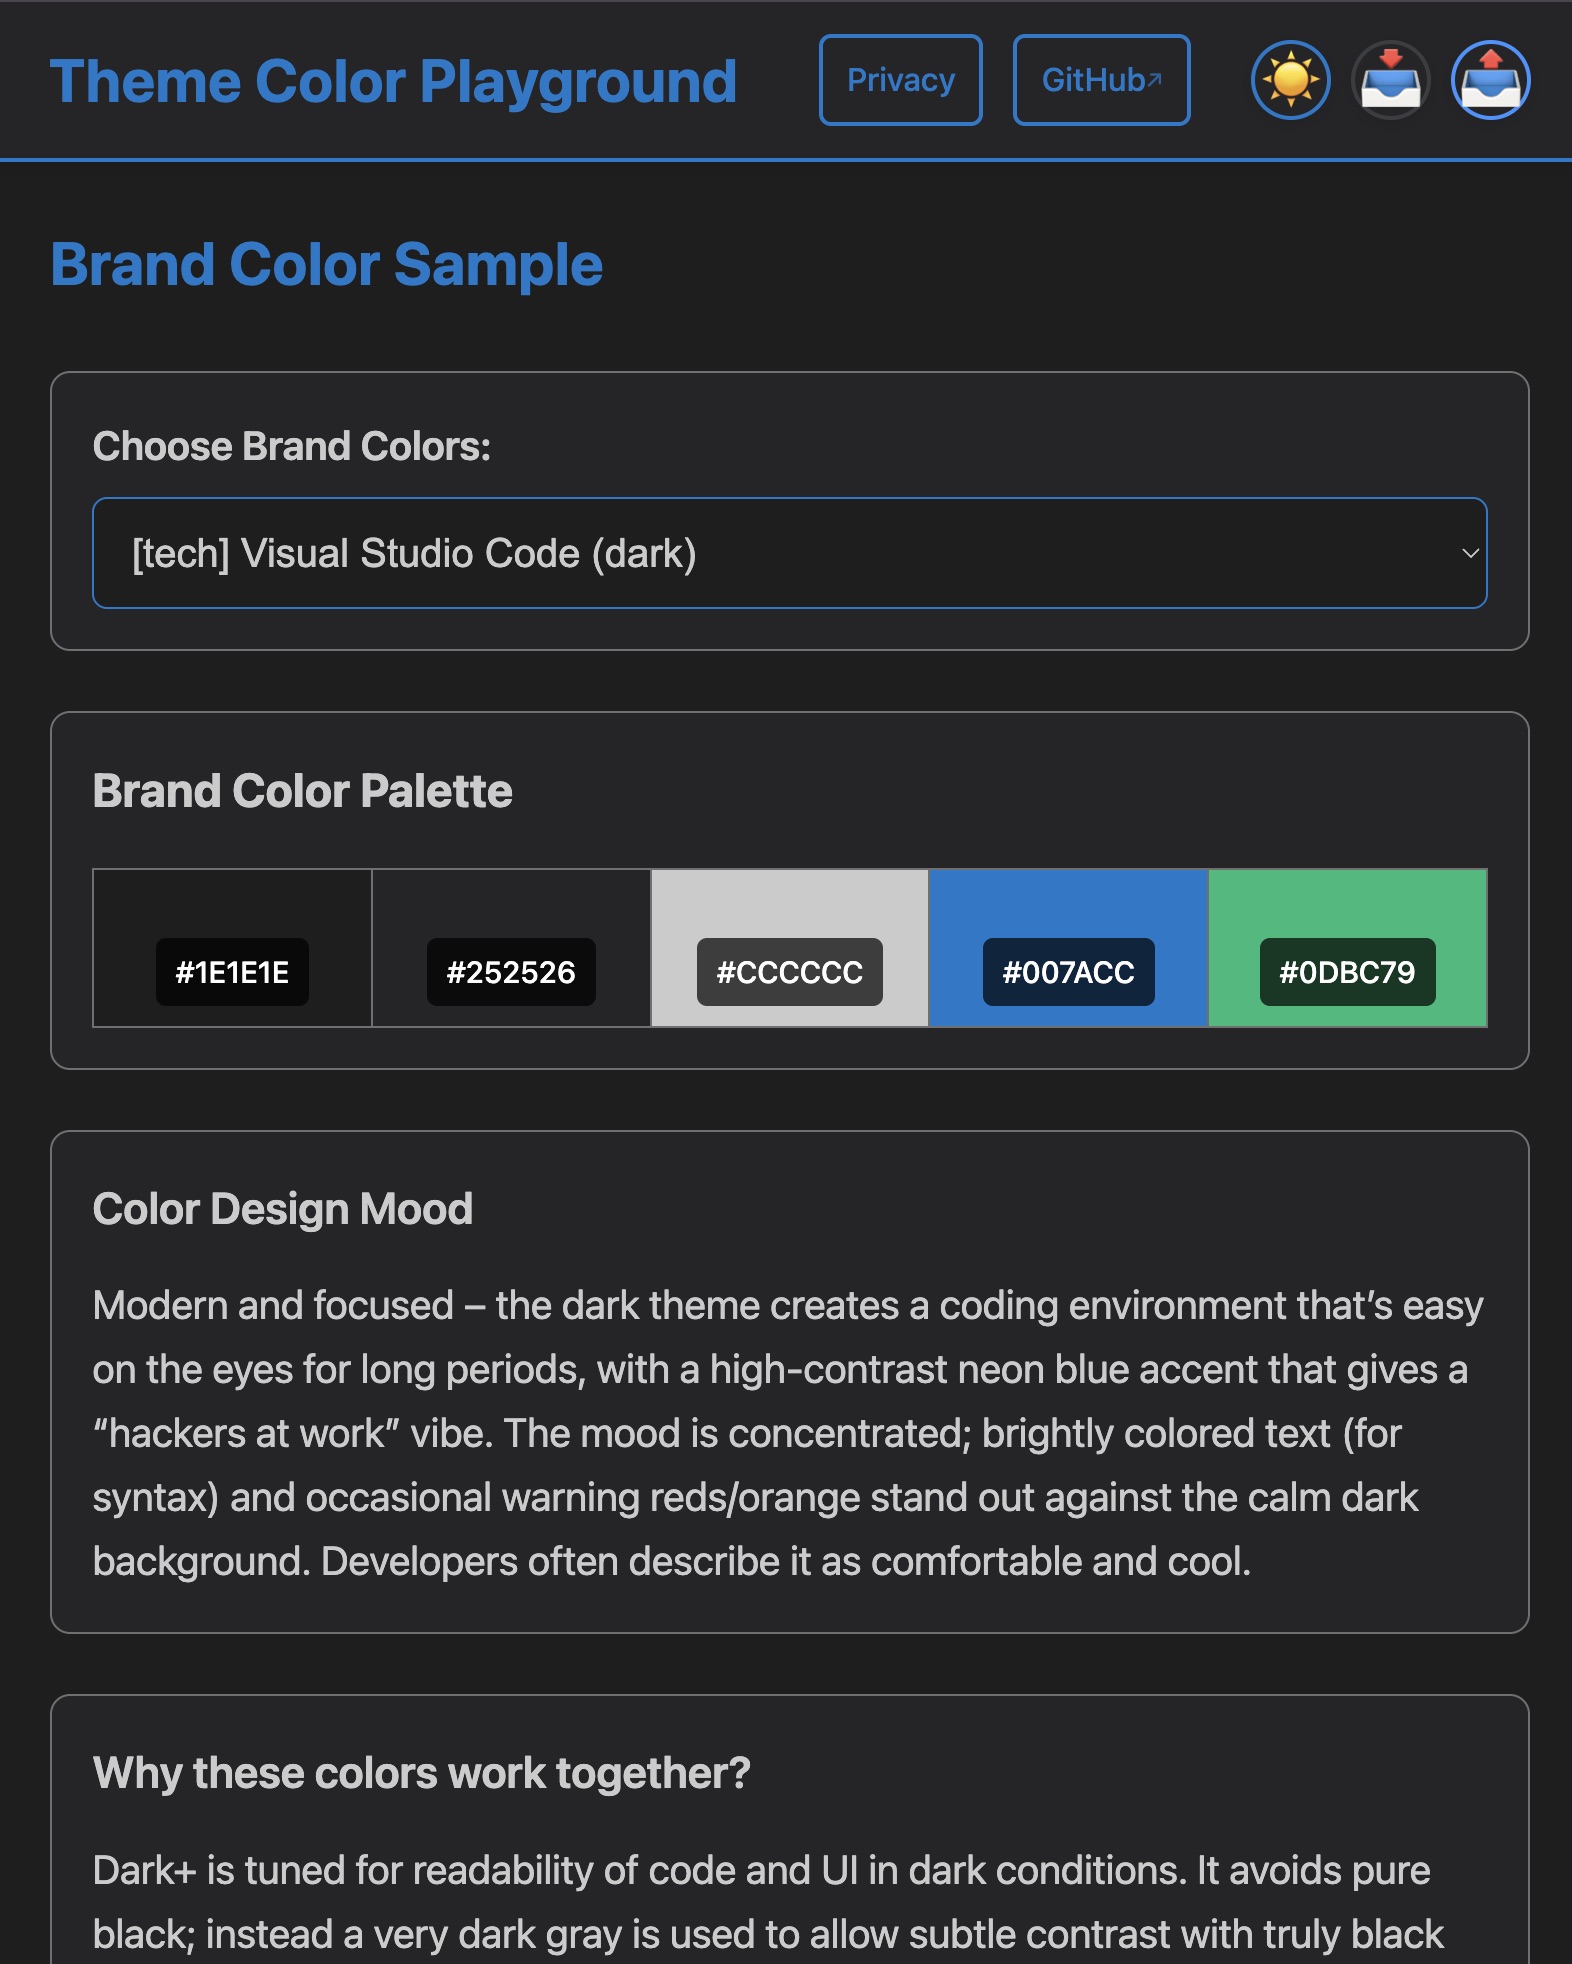 Theme Color Playground
Privacy
GitHub↗
Brand Color Sample
Choose Brand Colors:
[tech] Visual Studio Code (dark)
Brand Color Palette
#1E1E1E
#252526
#CCCCCC
#007ACC
#0DBC79
Color Design Mood
Modern and focused – the dark theme creates a coding environment that’s easy
on the eyes for long periods, with a high-contrast neon blue accent that gives a
“hackers at work” vibe. The mood is concentrated; brightly colored text (for
syntax) and occasional warning reds/orange stand out against the calm dark
background. Developers often describe it as comfortable and cool.
Why these colors work together?
Dark+ is tuned for readability of code and UI in dark conditions. It avoids pure
black; instead a very dark gray is used to allow subtle contrast with truly black